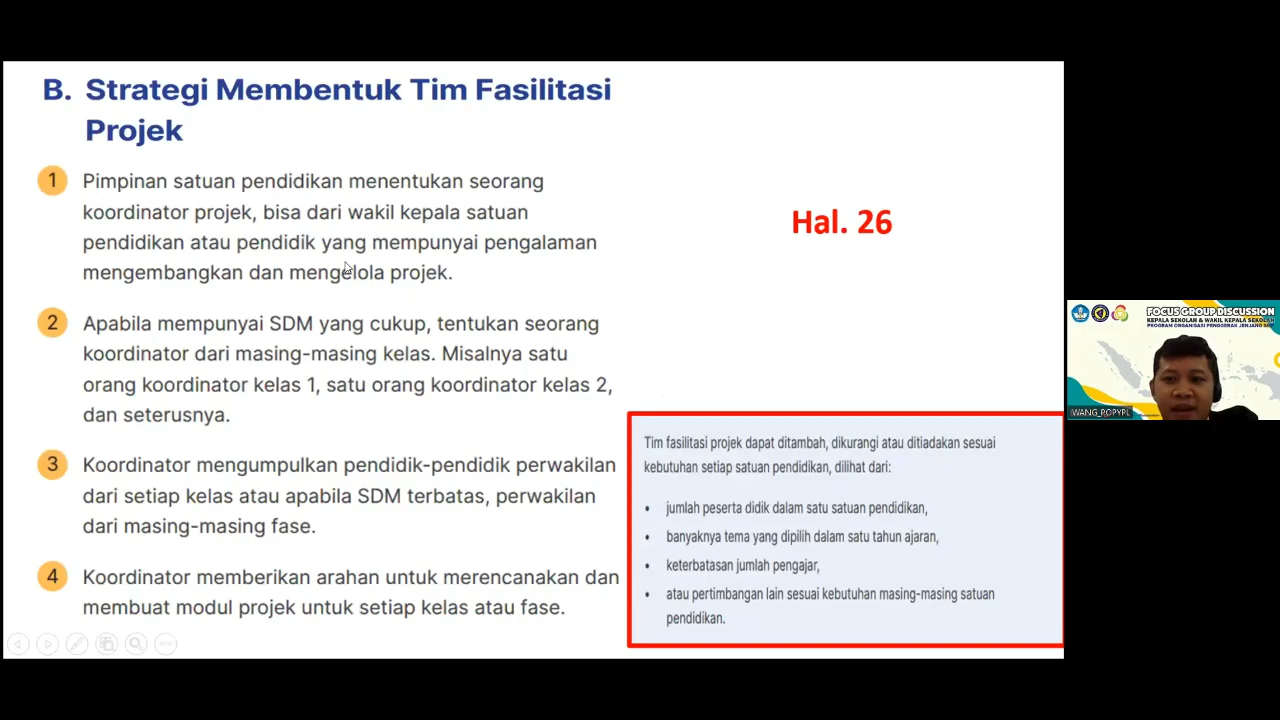 B. Strategi Membentuk Tim Fasilitasi
Projek
1 Pimpinan satuan pendidikan menentukan seorang
koordinator projek, bisa dari wakil kepala satuan
pendidikan atau pendidik yang mempunyai pengalaman
mengembangkan dan mengelola projek.
2 Apabila mempunyai SDM yang cukup, tentukan seorang
koordinator dari masing-masing kelas. Misalnya satu
orang koordinator kelas 1, satu orang koordinator kelas 2,
dan seterusnya.
3 Koordinator mengumpulkan pendidik-pendidik perwakilan
dari setiap kelas atau apabila SDM terbatas, perwakilan
dari masing-masing fase.
4 Koordinator memberikan arahan untuk merencanakan dan
membuat modul projek untuk setiap kelas atau fase.
Hal. 26
Tim fasilitasi projek dapat ditambah, dikurangi atau ditiadakan sesuai
kebutuhan setiap satuan pendidikan, dilihat dari:
• jumlah peserta didik dalam satu satuan pendidikan,
• banyaknya tema yang dipilih dalam satu tahun ajaran,
• keterbatasan jumlah pengajar,
• atau pertimbangan lain sesuai kebutuhan masing-masing satuan
pendidikan.
FOCUS GROUP DISCUSSION
KEPALA SEKOLAH & WAKIL KEPALA SEKOLAH
PROGRAM ORGANISASI PENGGERAK JENJANG SMP
IWANG_POPYPL